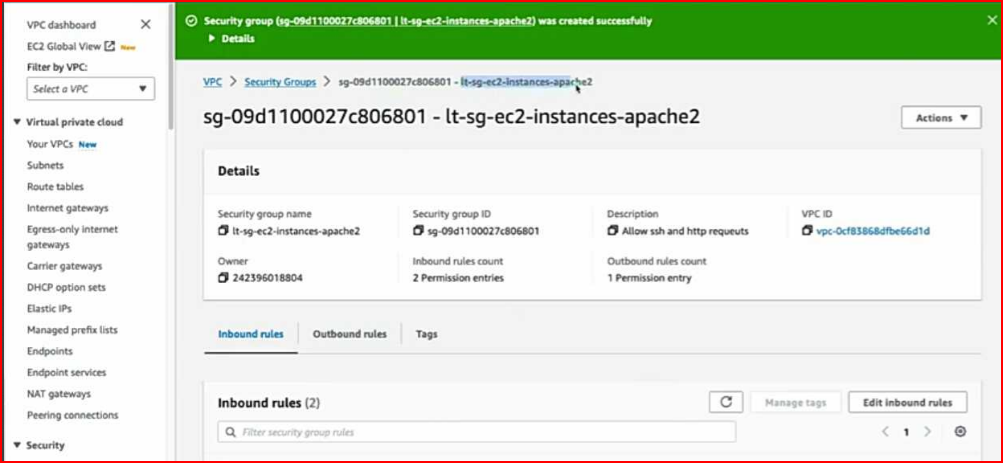 VPC dashboard
EC2 Global View New
Filter by VPC:
Select a VPC
Virtual private cloud
Your VPCs New
Subnets
Route tables
Internet gateways
Egress-only internet
gateways
Carrier gateways
DHCP option sets
Elastic IPs
Managed prefix lists
Endpoints
Endpoint services
NAT gateways
Peering connections
Security
Security group (sg-09d1100027c806801 | lt-sg-ec2-instances-apache2) was created successfully
Details
VPC > Security Groups > sg-09d1100027c806801 - lt-sg-ec2-instances-apache2
sg-09d1100027c806801 - lt-sg-ec2-instances-apache2
Actions
Details
Security group name
lt-sg-ec2-instances-apache2
Security group ID
sg-09d1100027c806801
Description
Allow ssh and http requeuts
VPC ID
vpc-0cf83868dfbe66d1d
Owner
242396018804
Inbound rules count
2 Permission entries
Outbound rules count
1 Permission entry
Inbound rules
Outbound rules
Tags
Inbound rules (2)
Manage tags
Edit inbound rules
Filter security group rules
1